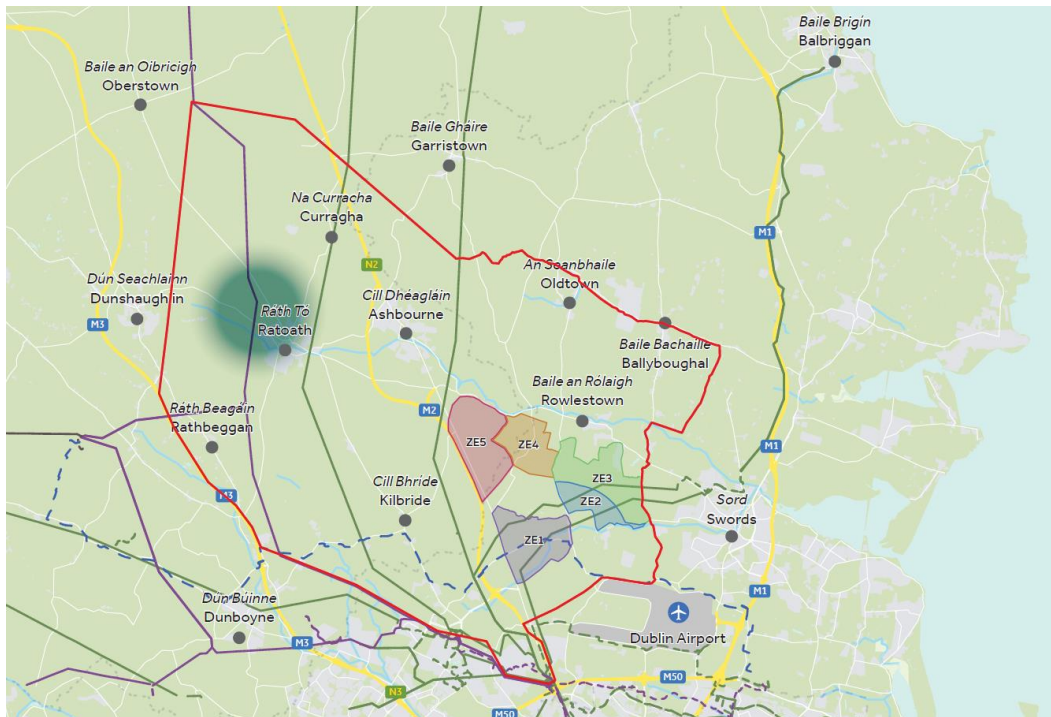 Baile Brigín
Balbriggan
Baile an Oibricigh
Oberstown
Baile Gháire
Garristown
Na Curracha
Curragha
M1
N2
An Seanbhaile
Oldtown
Dún Seachlainn
Dunshaughlin
Cill Dhéagláin
Ashbourne
Ráth Tó
Ratoath
M3
Baile Bachaille
Ballyboughal
Baile an Rólaigh
Rowlestown
Ráth Beagáin
Rathbeggan
M2
M1
ZE5
ZE4
ZE3
ZE2
Cill Bhríde
Kilbride
M3
Sord
Swords
ZE1
M1
Dún Búinne
Dunboyne
Dublin Airport
M3
M50
N3
M50